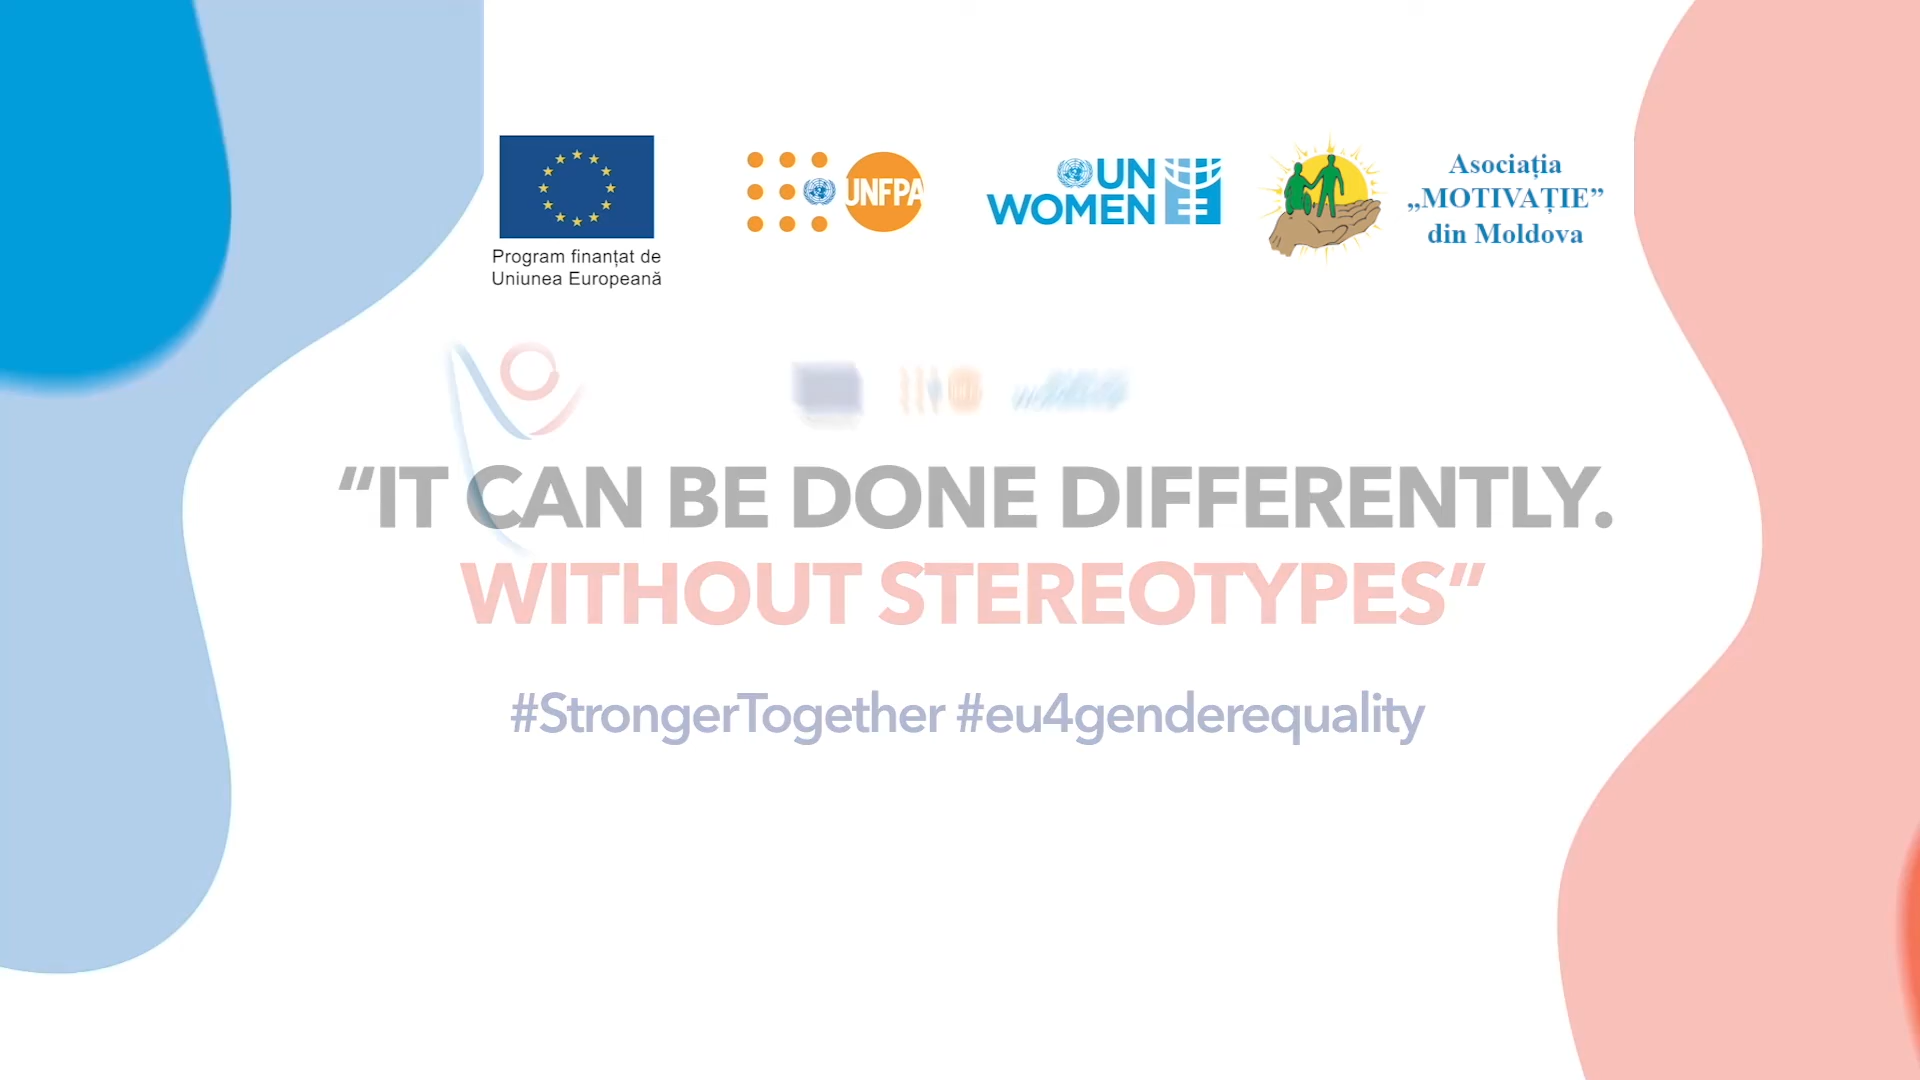 Program finanțat de
Uniunea Europeană
UNFPA
UN
WOMEN
Asociația
„MOTIVAȚIE”
din Moldova
“IT CAN BE DONE DIFFERENTLY.
WITHOUT STEREOTYPES“
#StrongerTogether #eu4genderequality